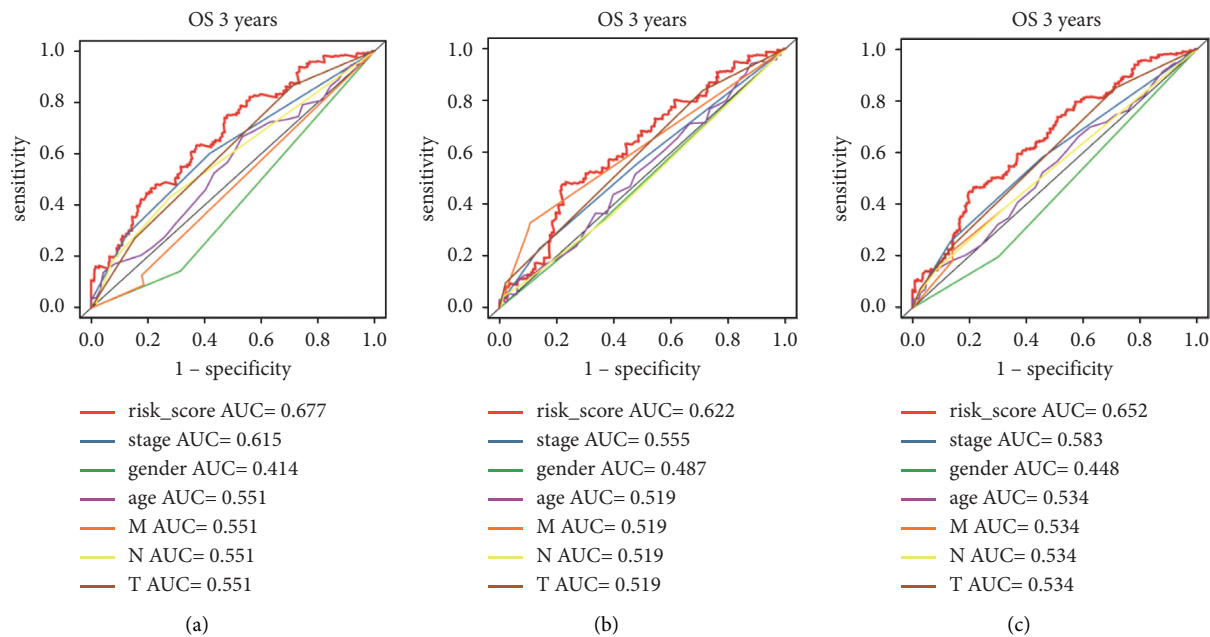 OS 3 years
1.0
0.8
0.6
0.4
0.2
0.0
sensitivity
0.0 0.2 0.4 0.6 0.8 1.0
1 – specificity
risk_score AUC= 0.677
stage AUC= 0.615
gender AUC= 0.414
age AUC= 0.551
M AUC= 0.551
N AUC= 0.551
T AUC= 0.551
(a)
OS 3 years
1.0
0.8
0.6
0.4
0.2
0.0
sensitivity
0.0 0.2 0.4 0.6 0.8 1.0
1 – specificity
risk_score AUC= 0.622
stage AUC= 0.555
gender AUC= 0.487
age AUC= 0.519
M AUC= 0.519
N AUC= 0.519
T AUC= 0.519
(b)
OS 3 years
1.0
0.8
0.6
0.4
0.2
0.0
sensitivity
0.0 0.2 0.4 0.6 0.8 1.0
1 – specificity
risk_score AUC= 0.652
stage AUC= 0.583
gender AUC= 0.448
age AUC= 0.534
M AUC= 0.534
N AUC= 0.534
T AUC= 0.534
(c)